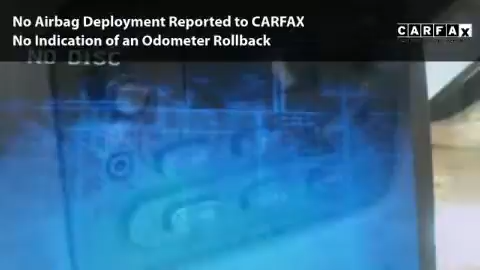 No Airbag Deployment Reported to CARFAX
No Indication of an Odometer Rollback
CARFAX
NO DISC